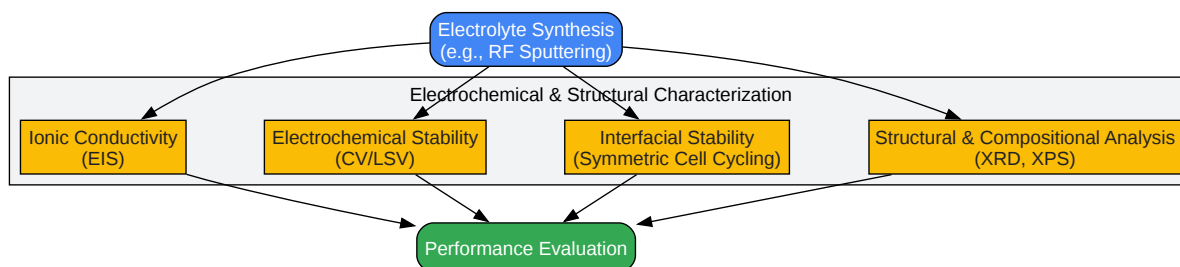 Electrolyte Synthesis
(e.g., RF Sputtering)
Electrochemical & Structural Characterization
Ionic Conductivity
(EIS)
Electrochemical Stability
(CV/LSV)
Interfacial Stability
(Symmetric Cell Cycling)
Structural & Compositional Analysis
(XRD, XPS)
Performance Evaluation